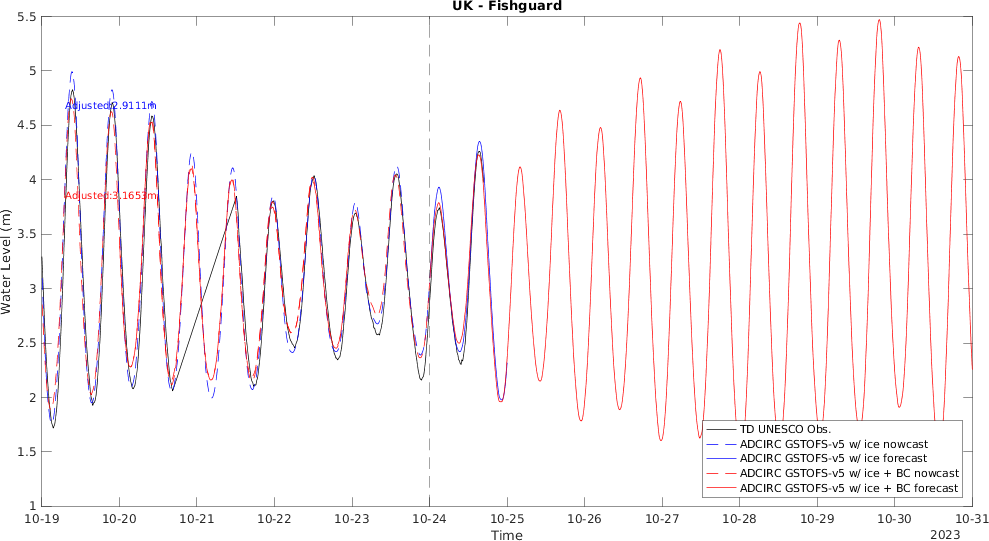 UK - Fishguard
5.5
5
4.5
4
3.5
3
2.5
2
1.5
1
Water Level (m)
Adjusted:2.9111m
Adjusted:3.1653m
TD UNESCO Obs.
ADCIRC GSTOFS-v5 w/ ice nowcast
ADCIRC GSTOFS-v5 w/ ice forecast
ADCIRC GSTOFS-v5 w/ ice + BC nowcast
ADCIRC GSTOFS-v5 w/ ice + BC forecast
10-19 10-20 10-21 10-22 10-23 10-24 10-25 10-26 10-27 10-28 10-29 10-30 10-31
Time
2023